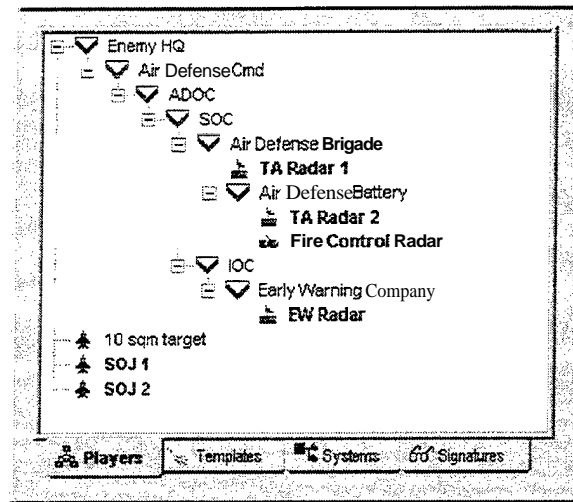 Enemy HQ
Air DefenseCmd
ADOC
SOC
Air Defense Brigade
TA Radar 1
Air DefenseBattery
TA Radar 2
Fire Control Radar
IOC
Early Warning Company
EW Radar
10 sqm target
SOJ 1
SOJ 2
Players Templates Systems Signatures